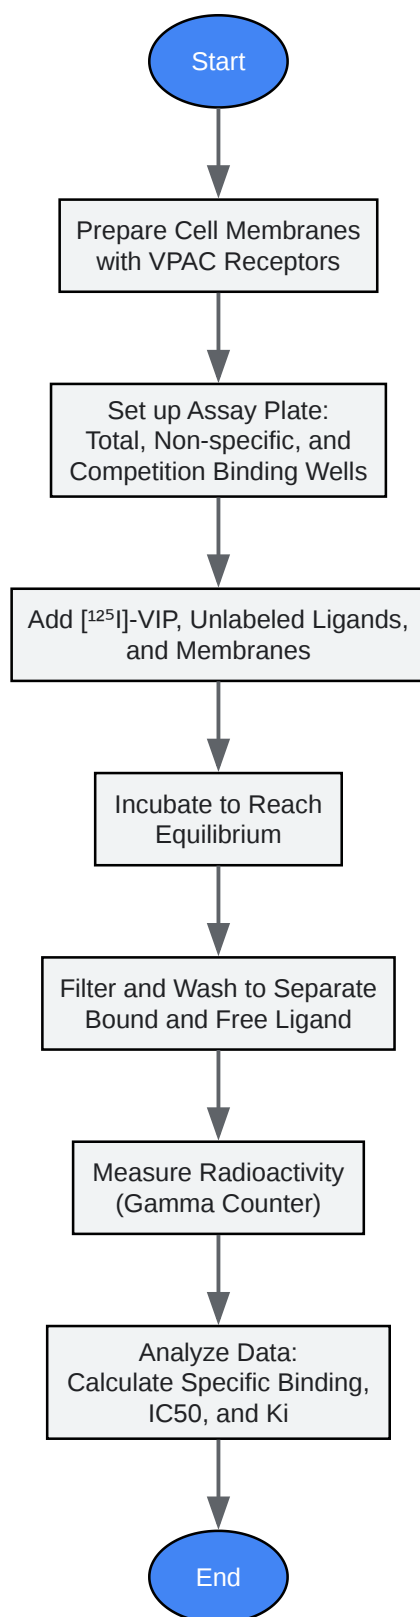 Start
Prepare Cell Membranes
with VPAC Receptors
Set up Assay Plate:
Total, Non-specific, and
Competition Binding Wells
Add [¹²⁵I]-VIP, Unlabeled Ligands,
and Membranes
Incubate to Reach
Equilibrium
Filter and Wash to Separate
Bound and Free Ligand
Measure Radioactivity
(Gamma Counter)
Analyze Data:
Calculate Specific Binding,
IC50, and Ki
End